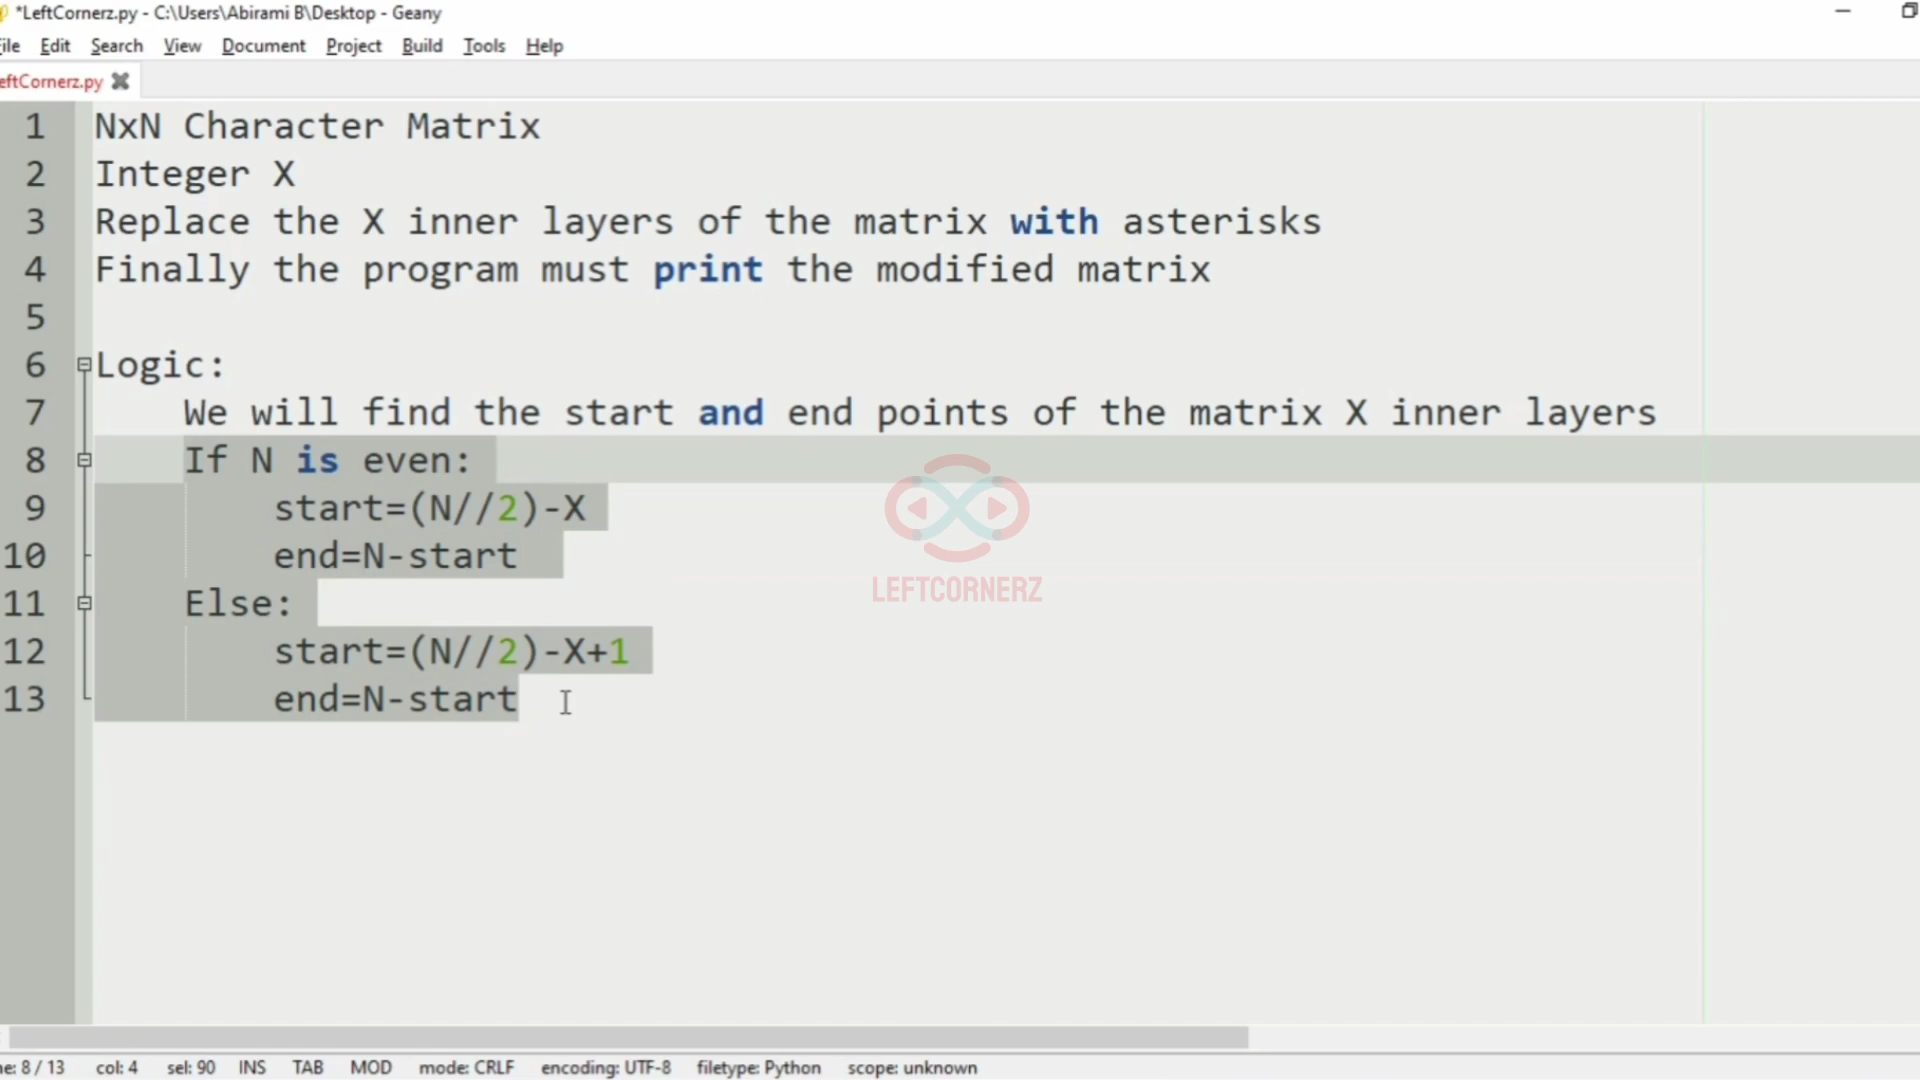 *LeftCornerz.py - C:\Users\Abirami B\Desktop - Geany
File Edit Search View Document Project Build Tools Help
eftCornerz.py
1 NxN Character Matrix
2 Integer X
3 Replace the X inner layers of the matrix with asterisks
4 Finally the program must print the modified matrix
5
6 Logic:
7 We will find the start and end points of the matrix X inner layers
8 If N is even:
9 start=(N//2)-X
10 end=N-start
11 Else:
12 start=(N//2)-X+1
13 end=N-start
LEFTCORNERZ
ne: 8 / 13 col: 4 sel: 90 INS TAB MOD mode: CRLF encoding: UTF-8 filetype: Python scope: unknown